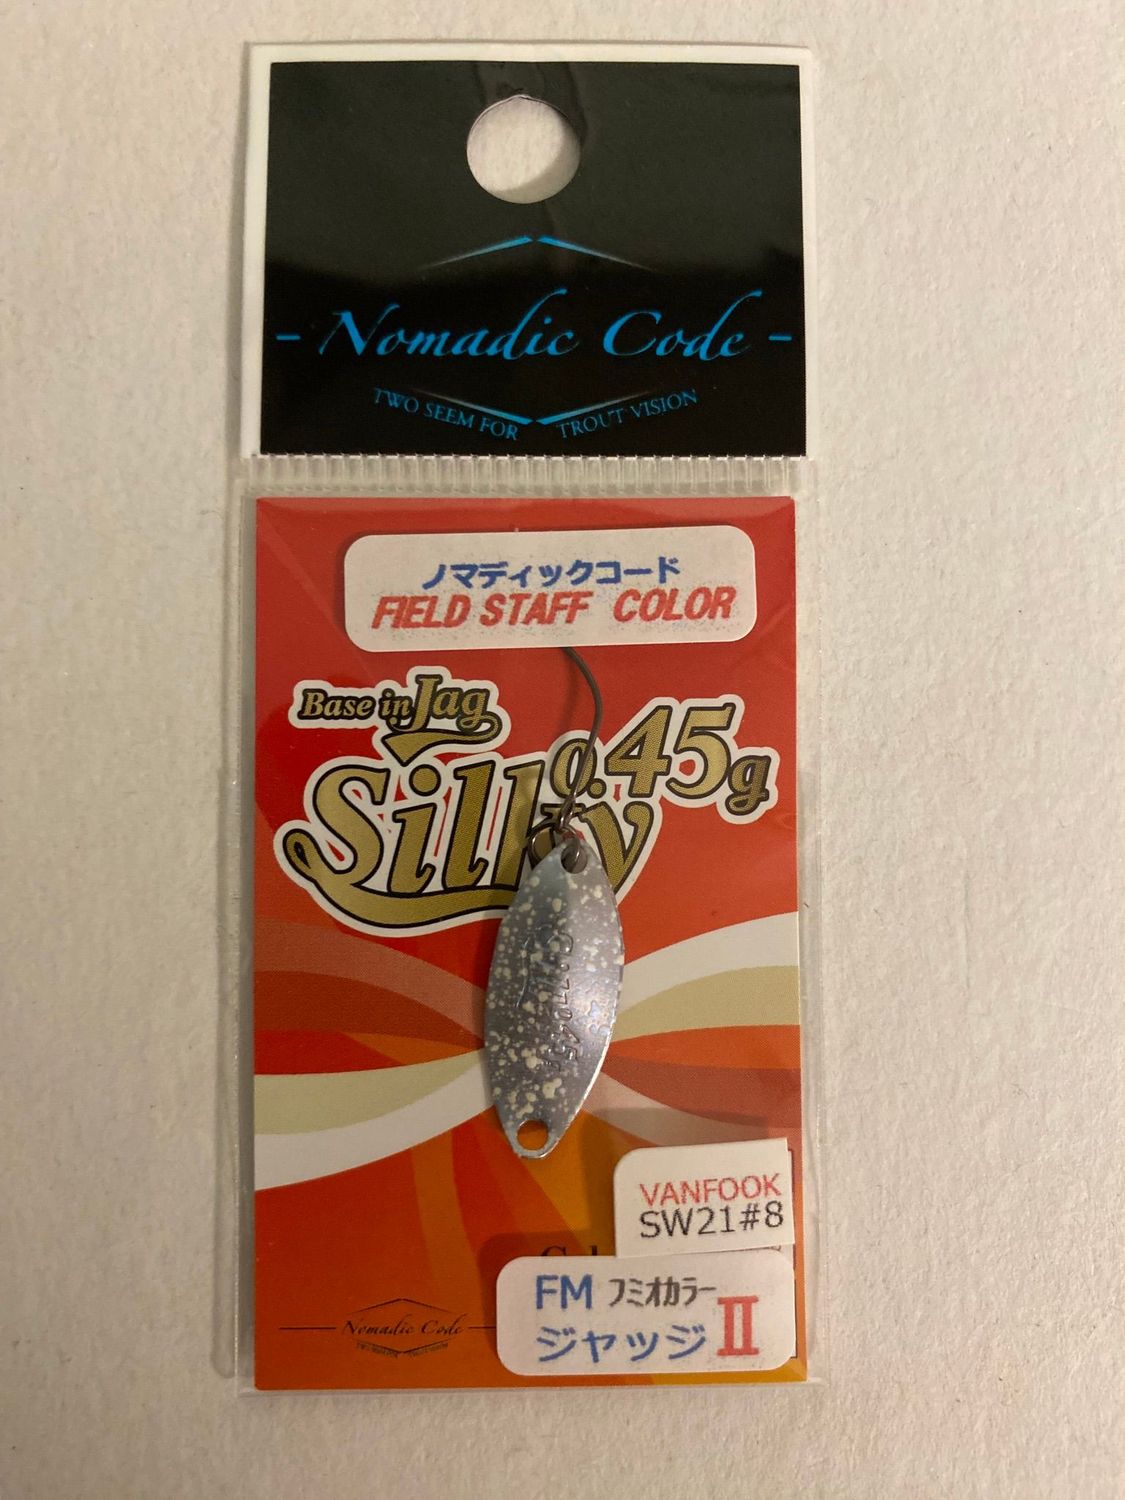 - Nomadic Code -
TWO SEEM FOR TROUT VISION
ノマディックコード
FIELD STAFF COLOR
Base in Jag
Silky 0.45g
VANFOOK
SW21#8
FM フミオカラー
ジャッジ II
Nomadic Code